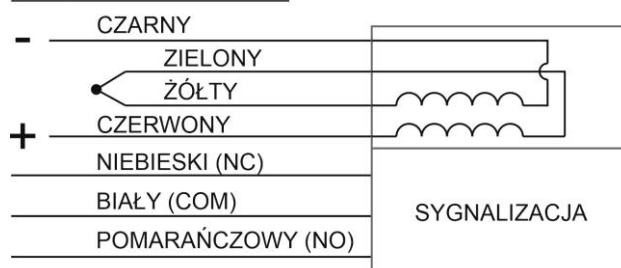 - CZARNY
ZIELONY
ŻÓŁTY
+ CZERWONY
NIEBIESKI (NC)
BIAŁY (COM)
POMARAŃCZOWY (NO)
SYGNALIZACJA